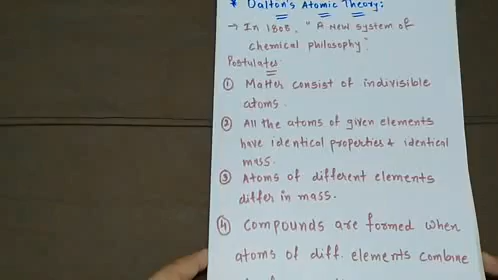 * Dalton's Atomic Theory:
→ In 1808, "A New system of
chemical philosophy".
Postulates:
① Matter consist of indivisible
atoms.
② All the atoms of given elements
have identical properties & identical
mass.
③ Atoms of different elements
differ in mass.
④ Compounds are formed when
atoms of diff. elements combine